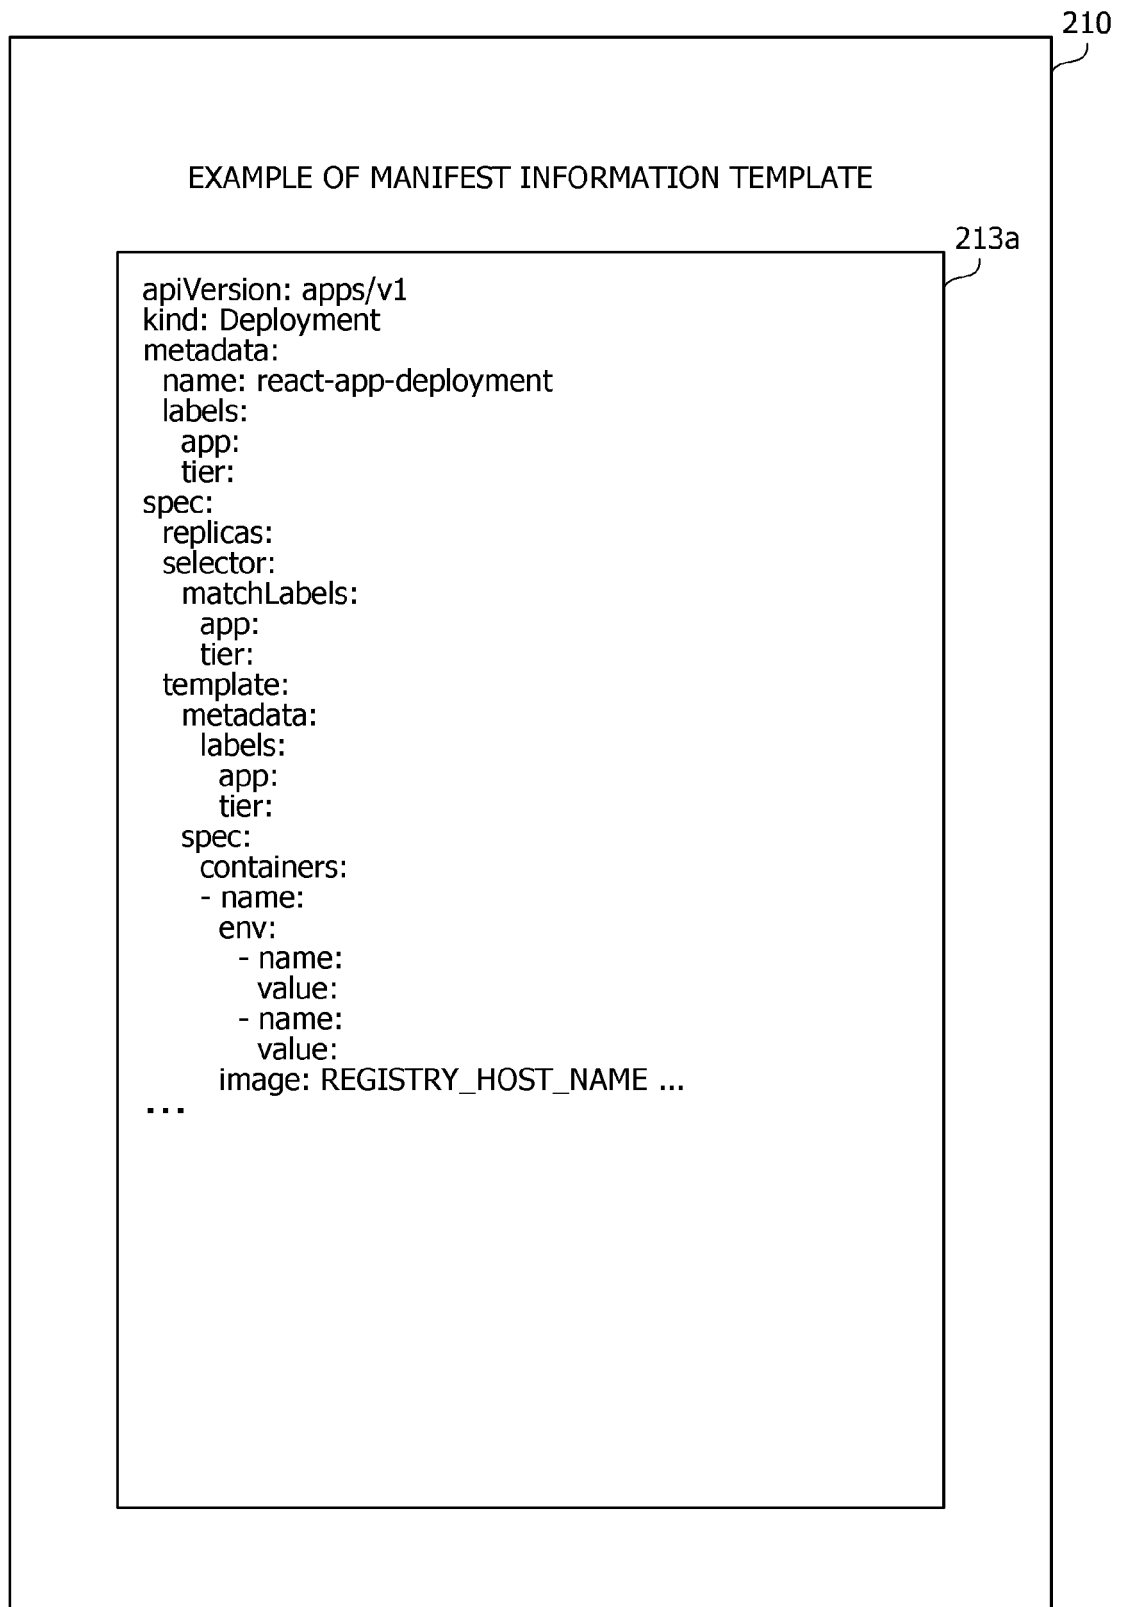 210
EXAMPLE OF MANIFEST INFORMATION TEMPLATE
213a
apiVersion: apps/v1
kind: Deployment
metadata:
  name: react-app-deployment
  labels:
    app:
    tier:
spec:
  replicas:
  selector:
    matchLabels:
      app:
      tier:
  template:
    metadata:
      labels:
        app:
        tier:
    spec:
      containers:
      - name:
        env:
          - name:
            value:
          - name:
            value:
        image: REGISTRY_HOST_NAME ...
...